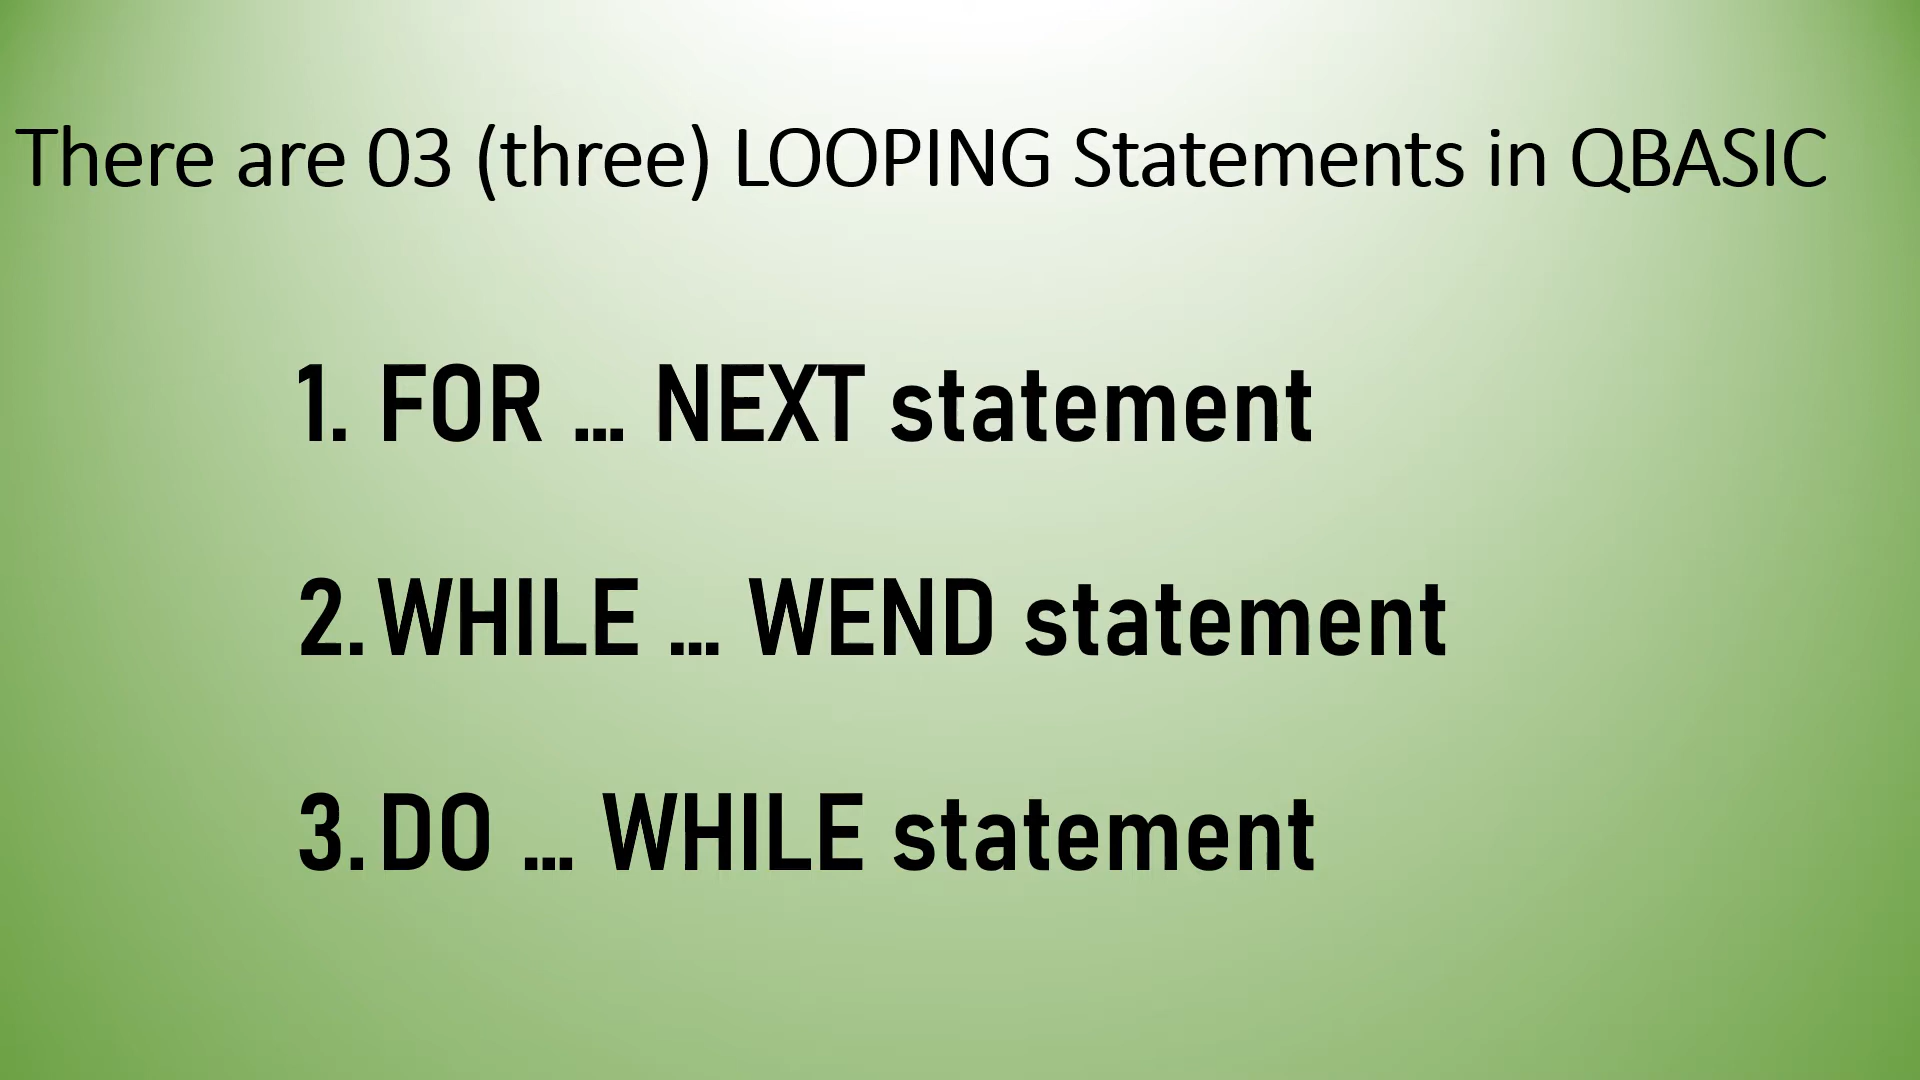 There are 03 (three) LOOPING Statements in QBASIC
1. FOR … NEXT statement
2. WHILE … WEND statement
3. DO … WHILE statement